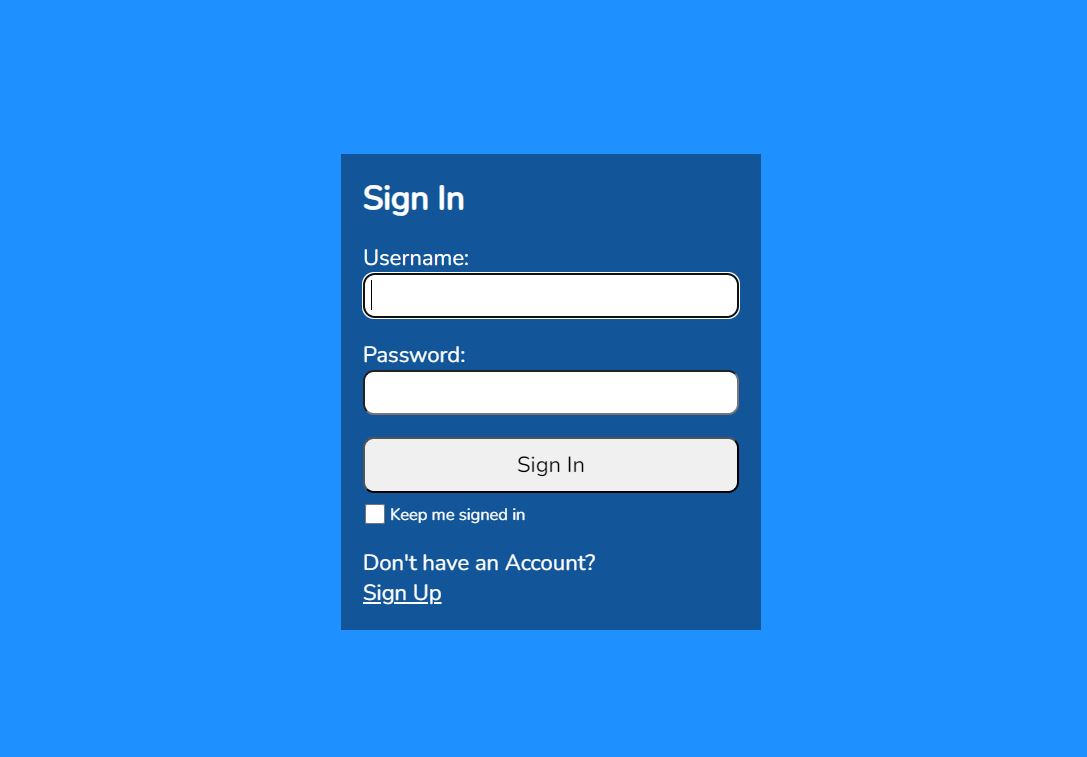 Sign In
Username:
Password:
Sign In
Keep me signed in
Don't have an Account?
Sign Up